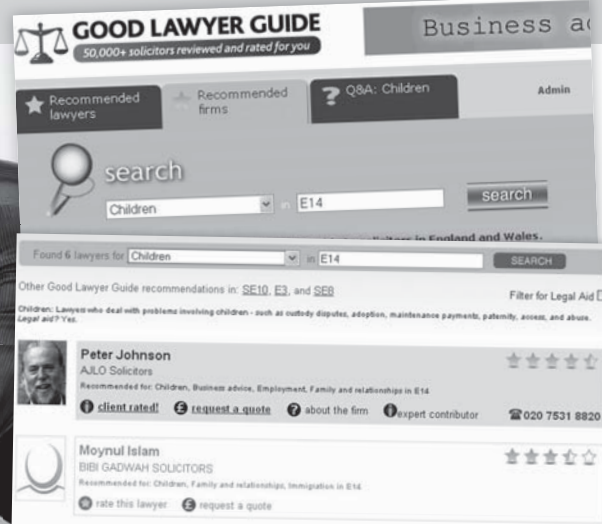 GOOD LAWYER GUIDE
50,000+ solicitors reviewed and rated for you
Business a
Recommended lawyers
Recommended firms
? Q&A: Children
Admin
search
Children in E14 search
in England and Wales.
Found 6 lawyers for Children in E14 SEARCH
Other Good Lawyer Guide recommendations in: SE10, E3, and SE8
Filter for Legal Aid
Children: Lawyers who deal with problems involving children - such as custody disputes, adoption, maintenance payments, paternity, access, and abuse.
Legal aid? Yes.
Peter Johnson
AJLO Solicitors
Recommended for: Children, Business advice, Employment, Family and relationships in E14
client rated! £ request a quote ? about the firm expert contributor 020 7531 8820
Moynul Islam
BIBI GADWAH SOLICITORS
Recommended for: Children, Family and relationships, Immigration in E14
rate this lawyer £ request a quote